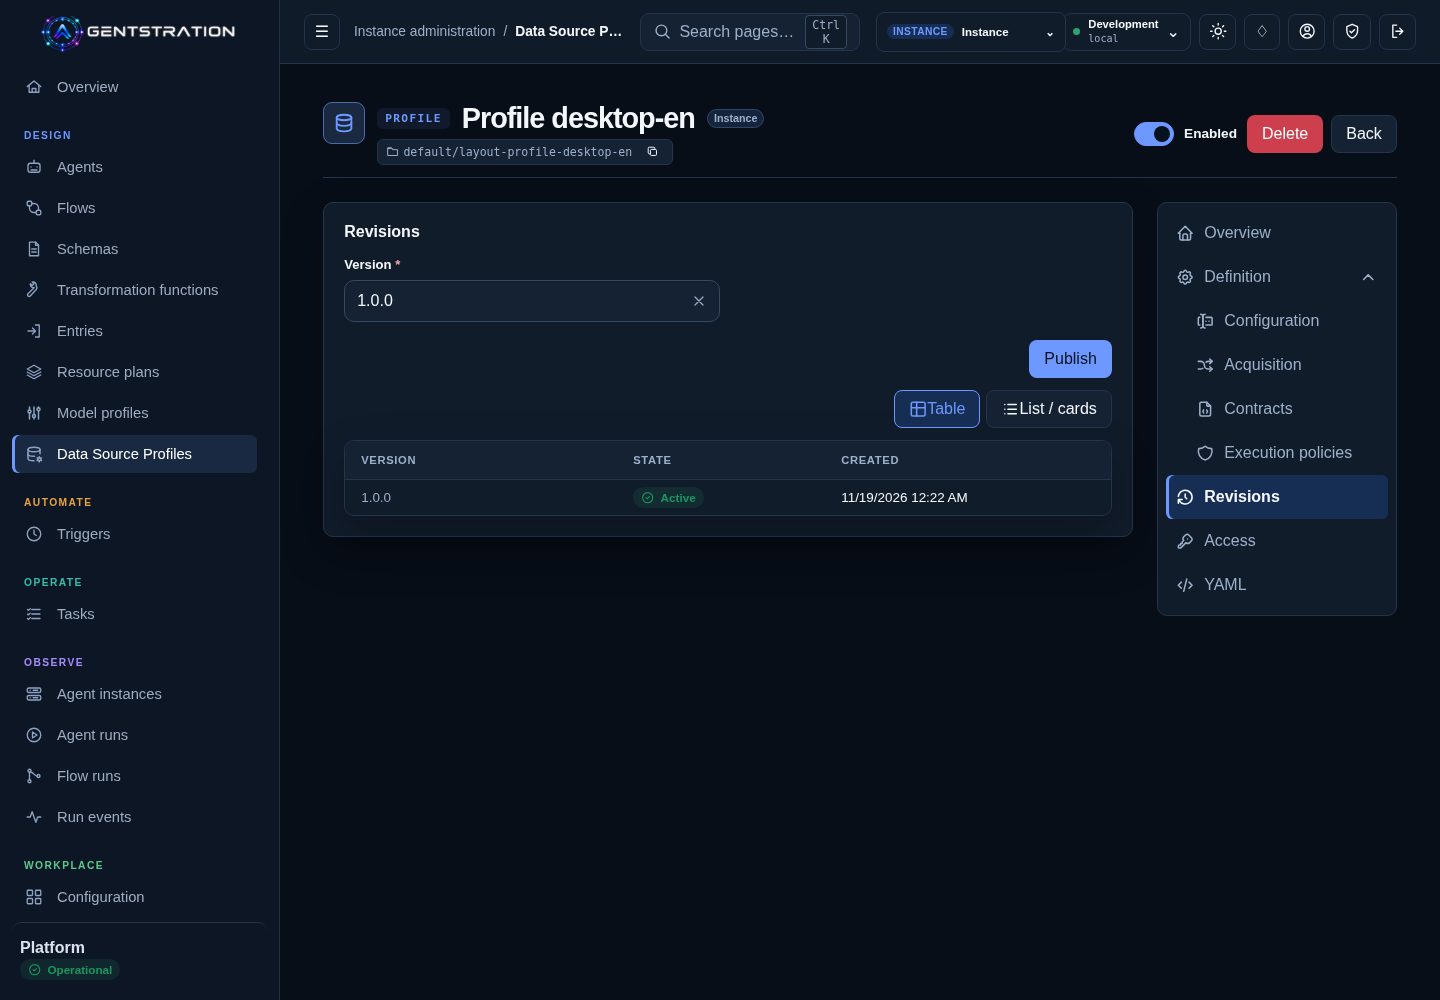 GENTSTRATION
Overview
DESIGN
Agents
Flows
Schemas
Transformation functions
Entries
Resource plans
Model profiles
Data Source Profiles
AUTOMATE
Triggers
OPERATE
Tasks
OBSERVE
Agent instances
Agent runs
Flow runs
Run events
WORKPLACE
Configuration
Platform
Operational
Instance administration / Data Source P…
Search pages…
Ctrl
K
INSTANCE Instance
Development
local
PROFILE Profile desktop-en Instance
default/layout-profile-desktop-en
Enabled
Delete
Back
Revisions
Version *
1.0.0
Publish
Table
List / cards
VERSION STATE CREATED
1.0.0 Active 11/19/2026 12:22 AM
Overview
Definition
Configuration
Acquisition
Contracts
Execution policies
Revisions
Access
YAML